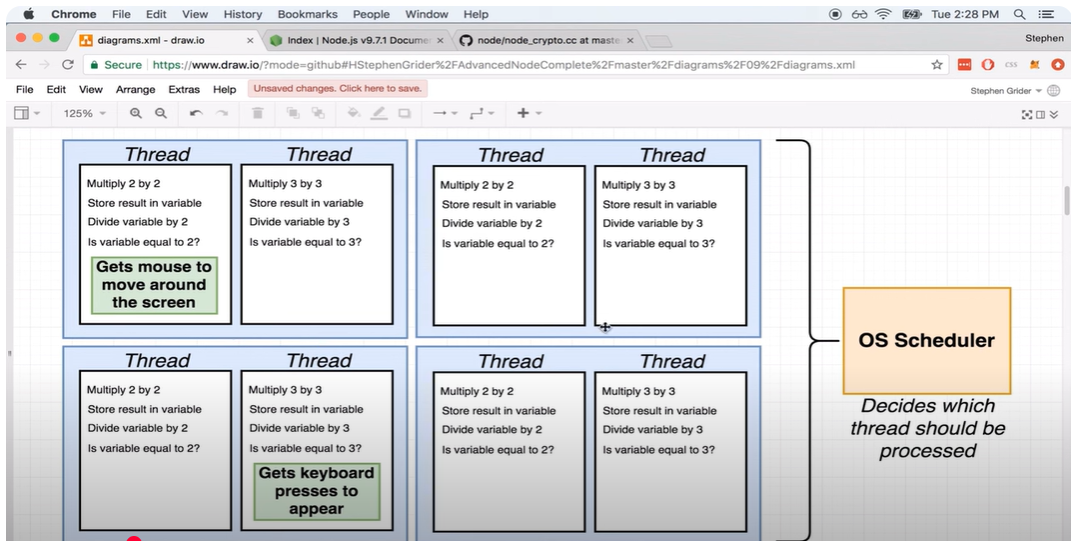 Chrome File Edit View History Bookmarks People Window Help Tue 2:28 PM
diagrams.xml - draw.io Index | Node.js v9.7.1 Docume node/node_crypto.cc at maste Stephen
Secure https://www.draw.io/?mode=github#HStephenGrider%2FAdvancedNodeComplete%2Fmaster%2Fdiagrams%2F09%2Fdiagrams.xml css
File Edit View Arrange Extras Help Unsaved changes. Click here to save. Stephen Grider
125%
Thread
Multiply 2 by 2
Store result in variable
Divide variable by 2
Is variable equal to 2?
Gets mouse to
move around
the screen
Thread
Multiply 3 by 3
Store result in variable
Divide variable by 3
Is variable equal to 3?
Thread
Multiply 2 by 2
Store result in variable
Divide variable by 2
Is variable equal to 2?
Thread
Multiply 3 by 3
Store result in variable
Divide variable by 3
Is variable equal to 3?
Thread
Multiply 2 by 2
Store result in variable
Divide variable by 2
Is variable equal to 2?
Thread
Multiply 3 by 3
Store result in variable
Divide variable by 3
Is variable equal to 3?
Gets keyboard
presses to
appear
Thread
Multiply 2 by 2
Store result in variable
Divide variable by 2
Is variable equal to 2?
Thread
Multiply 3 by 3
Store result in variable
Divide variable by 3
Is variable equal to 3?
OS Scheduler
Decides which
thread should be
processed